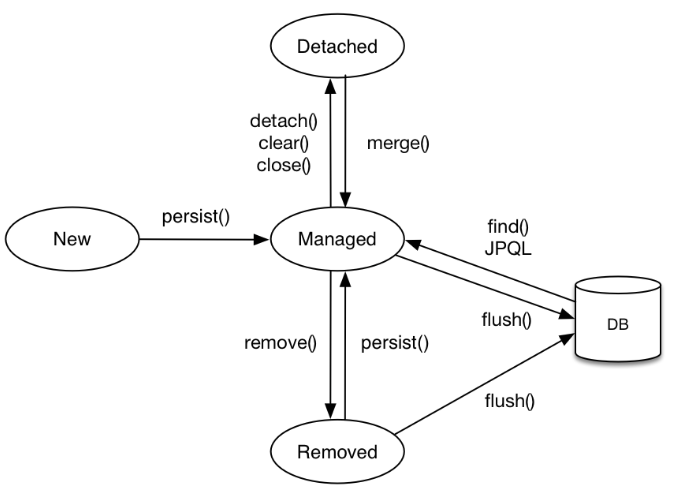 Detached
detach()
clear()
close()
merge()
persist()
New
Managed
find()
JPQL
DB
flush()
remove()
persist()
flush()
Removed